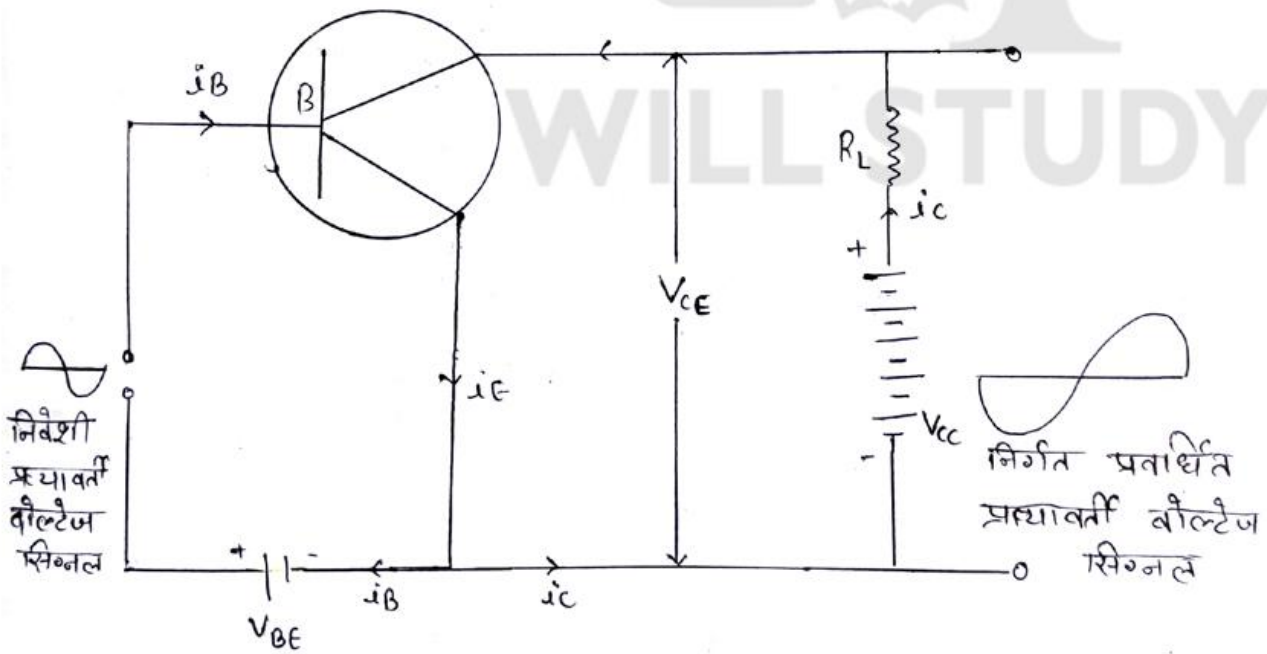 WILL STUDY
iB
B
RL
iC
+
VCE
iE
VCC
-
निवेशी
प्रत्यावर्ती
वोल्टेज
सिग्नल
निर्गत प्रवर्धित
प्रत्यावर्ती वोल्टेज
सिग्नल
+ -
iB
iC
VBE